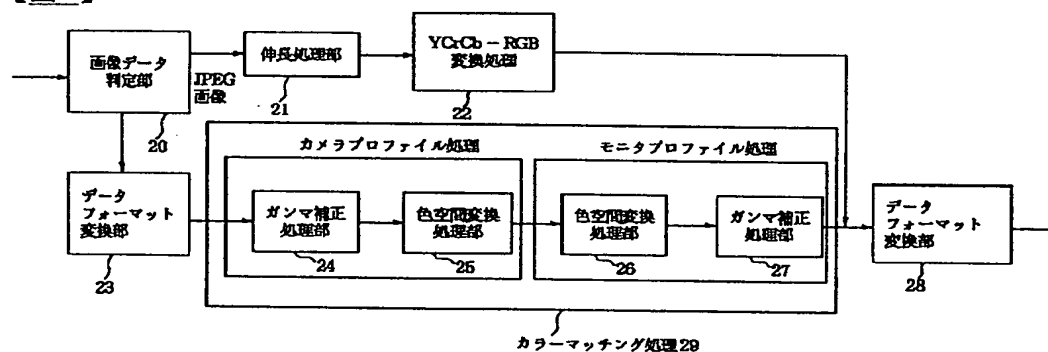 画像データ
判定部
20
JPEG
画像
伸長処理部
21
YCrCb－RGB
変換処理
22
データ
フォーマット
変換部
23
カメラプロファイル処理
ガンマ補正
処理部
24
色空間変換
処理部
25
モニタプロファイル処理
色空間変換
処理部
26
ガンマ補正
処理部
27
データ
フォーマット
変換部
28
カラーマッチング処理29